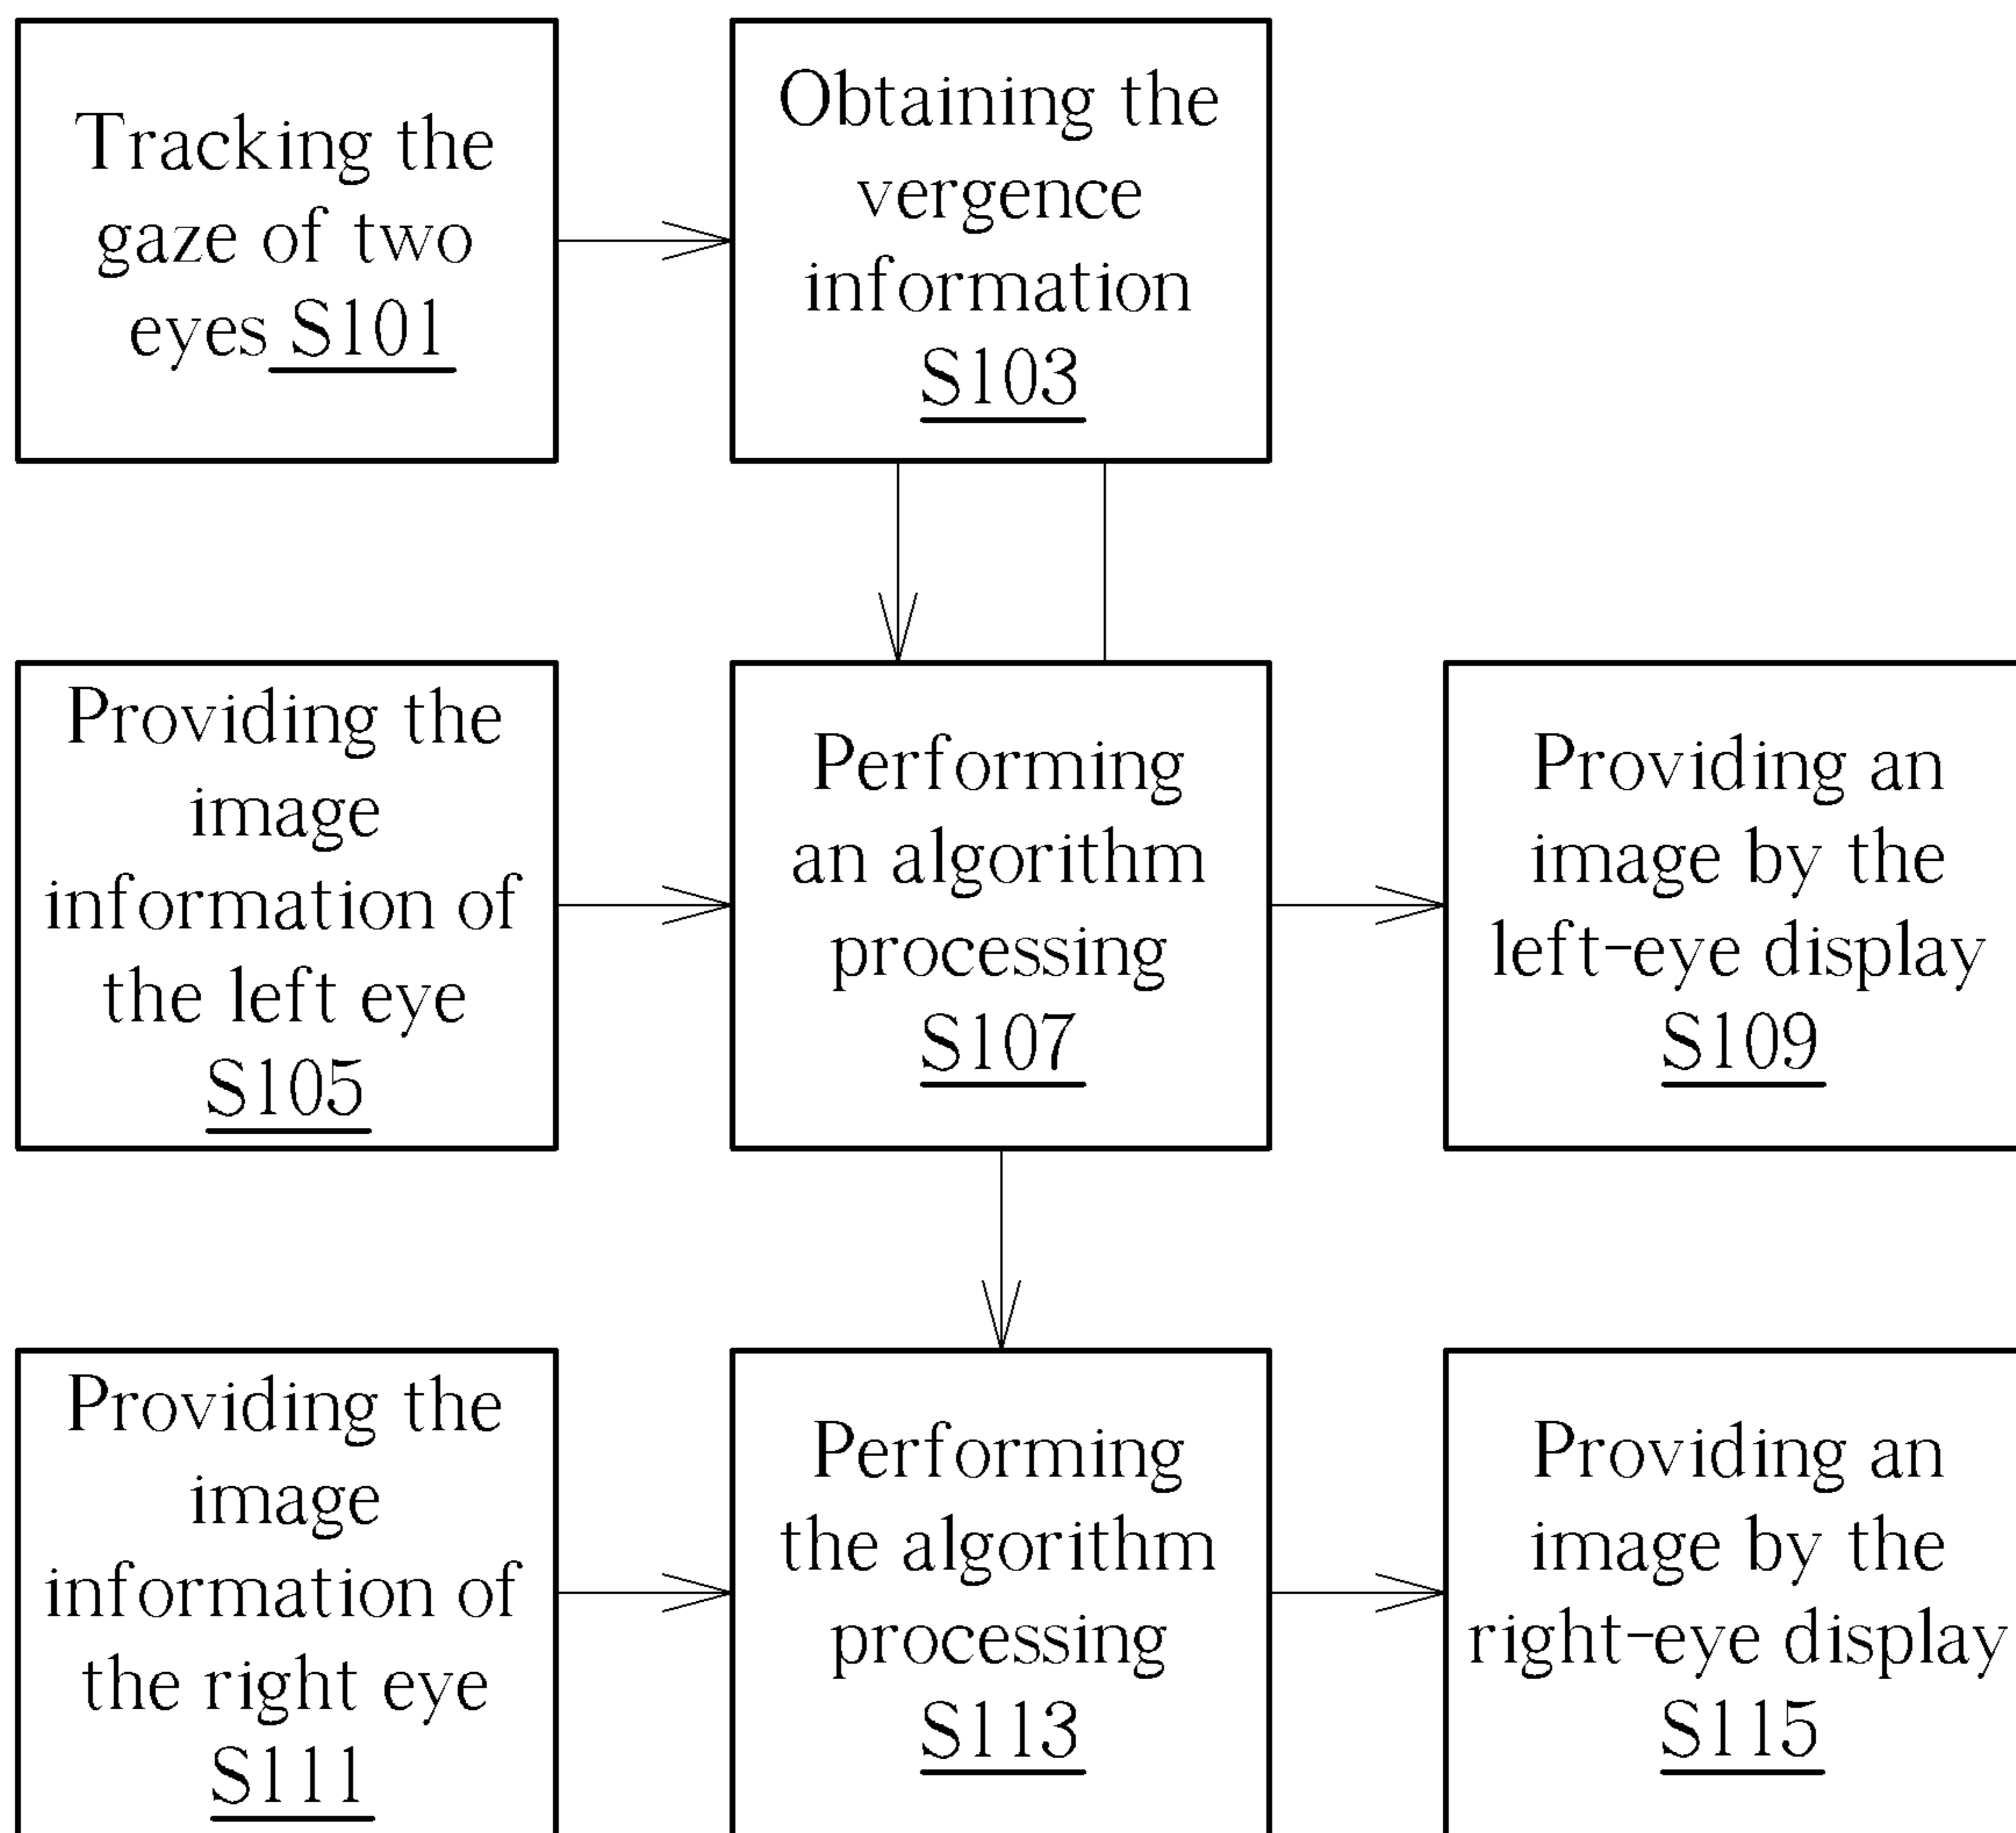 Tracking the
gaze of two
eyes S101
Obtaining the
vergence
information
S103
Providing the
image
information of
the left eye
S105
Performing
an algorithm
processing
S107
Providing an
image by the
left-eye display
S109
Providing the
image
information of
the right eye
S111
Performing
the algorithm
processing
S113
Providing an
image by the
right-eye display
S115